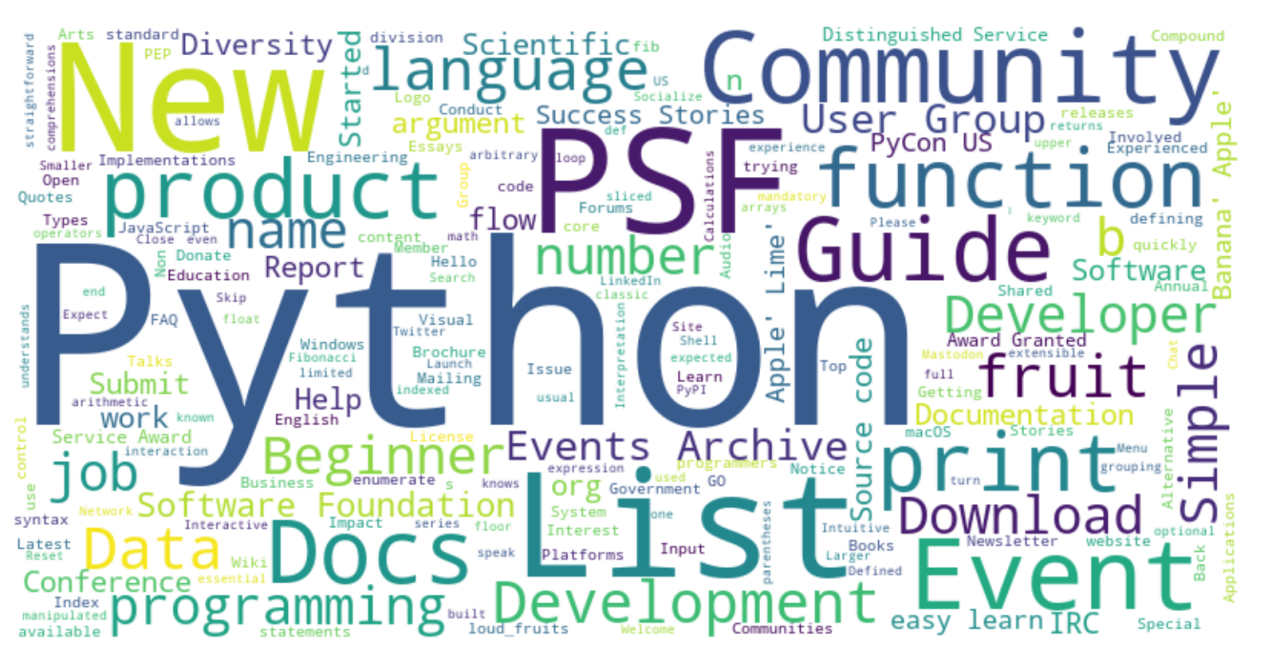 Arts standard
Diversity
division
Scientific
fib
Distinguished Service
Compound
straightforward
comprehensions
PEP
New
allows
Started
d
language
US
Socialize
n
Community
Logo
Conduct
argument
Essays
Success Stories
def
User Group
releases
returns
PyCon US
upper
Involved
Experienced
Banana' Apple'
Smaller
Implementations
Engineering
arbitrary
loop
PSF
experience
trying
Open
Quotes
product
Group
code
sliced
Forums
Calculations
mandatory
arrays
function
Types
JavaScript
name
flow
core
Please
l
keyword
defining
operators
Close even
content
Member
math
number
Audio
Apple' Lime'
Guide
b
quickly
Non
Donate
Education
Report
Hello
Search
LinkedIn
classic
Software
Annual
Shared
end
Expect
Skip
Python
FAQ
float
Visual
Twitter
Developer
understands
Windows
Fibonacci
limited
Brochure
Launch
Mailing
indexed
Issue
usual
Interpretation
Site
Shell
expected
Learn
PyPI
Top
Source code
Award Granted
Mastodon
extensible
full
fruit
Getting
Chat
Simple
Talks
Submit
arithmetic
work
known
Help
English
Documentation
control
Service Award
interaction
License
Beginner
Events Archive
macOS
Stories
print
Menu
grouping
turn
Alternative
job
Business
enumerate
s
knows
expression
org
Government
used
programmers
GO
Notice
use
syntax
Network
Software Foundation
Interactive
Impact
series
floor
System
Interest
one
List
parentheses
Intuitive
Download
optional
Applications
Latest
Reset
Data
Wiki
essential
Docs
speak
Platforms
Input
Larger
Books
Defined
Newsletter
website
Back
Event
Conference
Index
manipulated
available
programming
statements
built
loud_fruits
Development
Welcome
Communities
easy learn
IRC
Special